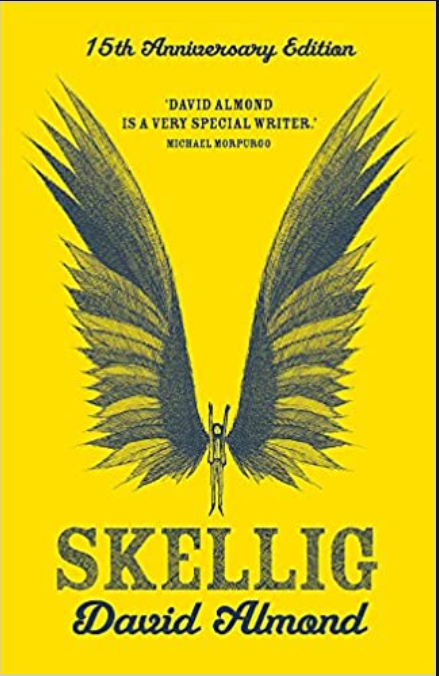 15th Anniversary Edition
'DAVID ALMOND
IS A VERY SPECIAL WRITER.'
MICHAEL MORPURGO
SKELLIG
David Almond